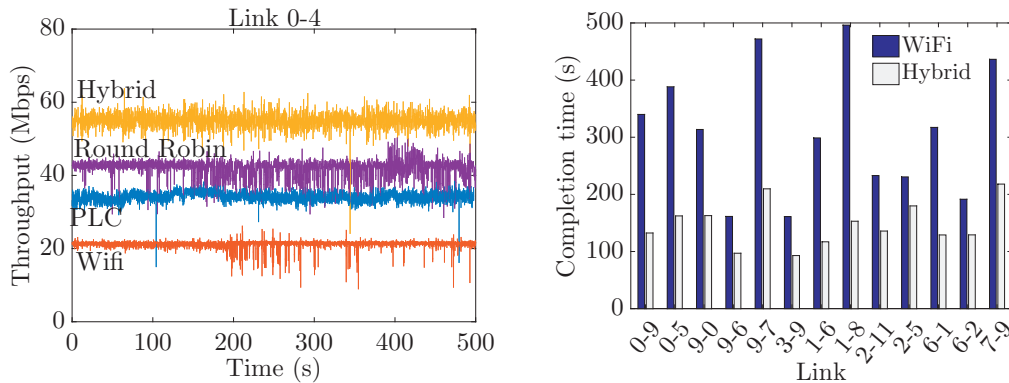 Link 0-4
Throughput (Mbps)
80
60
40
20
0
Hybrid
Round Robin
PLC
Wifi
0 100 200 300 400 500
Time (s)
Completion time (s)
500
400
300
200
100
0
WiFi
Hybrid
0-9 0-5 9-0 9-6 9-7 3-9 1-6 1-8 2-11 2-5 6-1 6-2 7-9
Link